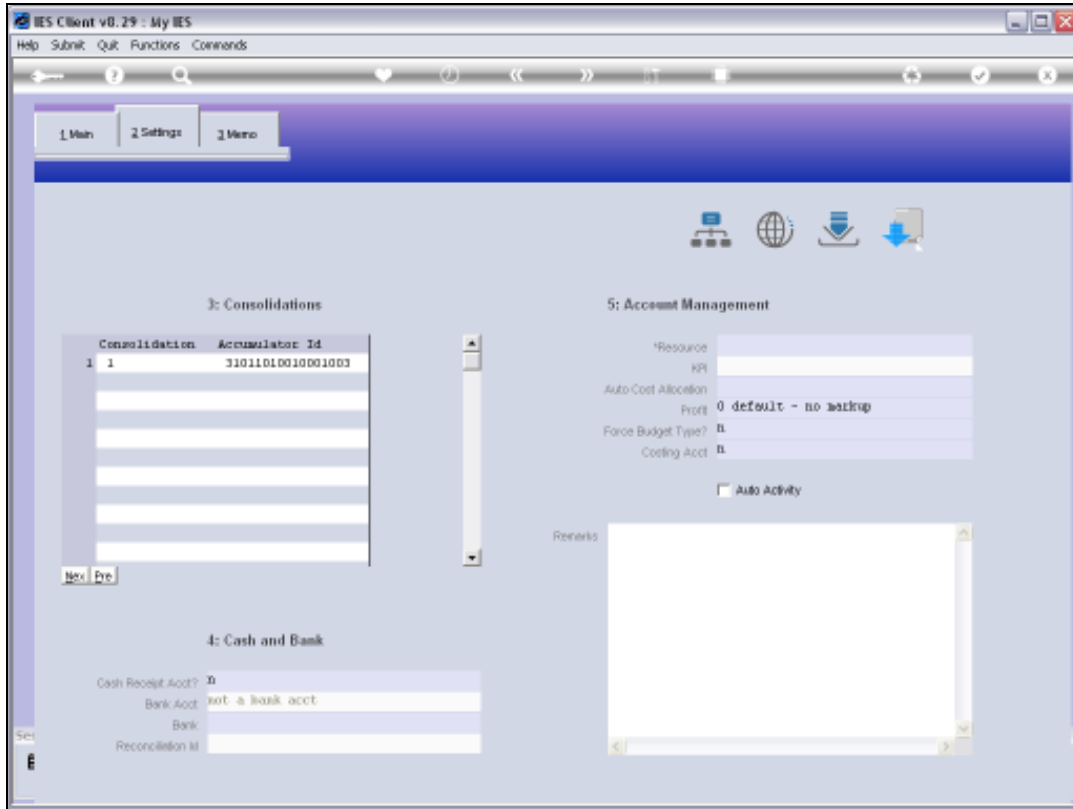 IES Client v8.29 : My IES
Help Submit Quit Functions Commands
1 Main
2 Settings
3 Memo
3: Consolidations
Consolidation Accumulator Id
1 1 31011010010001003
Nex Pre
4: Cash and Bank
Cash Receipt Acct? n
Bank Acct not a bank acct
Bank
Reconciliation Id
5: Account Management
*Resource
KPI
Auto Cost Allocation
Profit 0 default - no markup
Force Budget Type? n
Costing Acct n
Auto Activity
Remarks